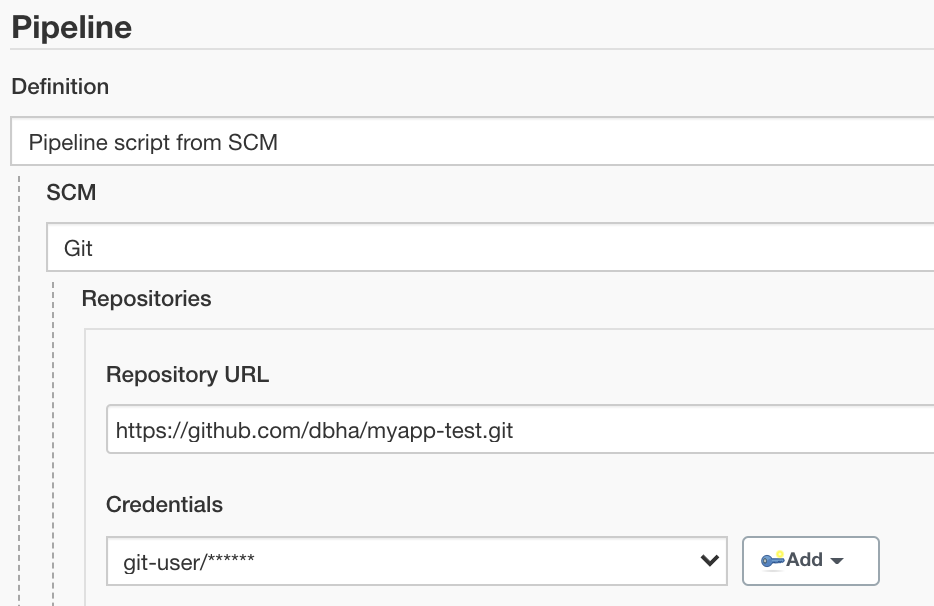 Pipeline
Definition
Pipeline script from SCM
SCM
Git
Repositories
Repository URL
https://github.com/dbha/myapp-test.git
Credentials
git-user/******
Add